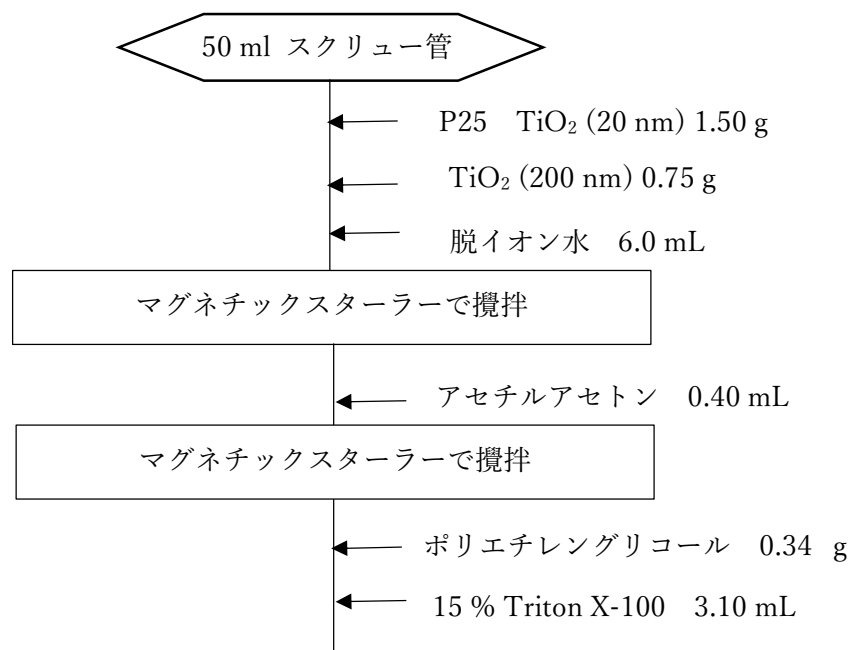 50 ml スクリュー管
P25　TiO₂ (20 nm) 1.50 g
TiO₂ (200 nm) 0.75 g
脱イオン水　6.0 mL
マグネチックスターラーで攪拌
アセチルアセトン　0.40 mL
マグネチックスターラーで攪拌
ポリエチレングリコール　0.34 g
15 % Triton X-100　3.10 mL